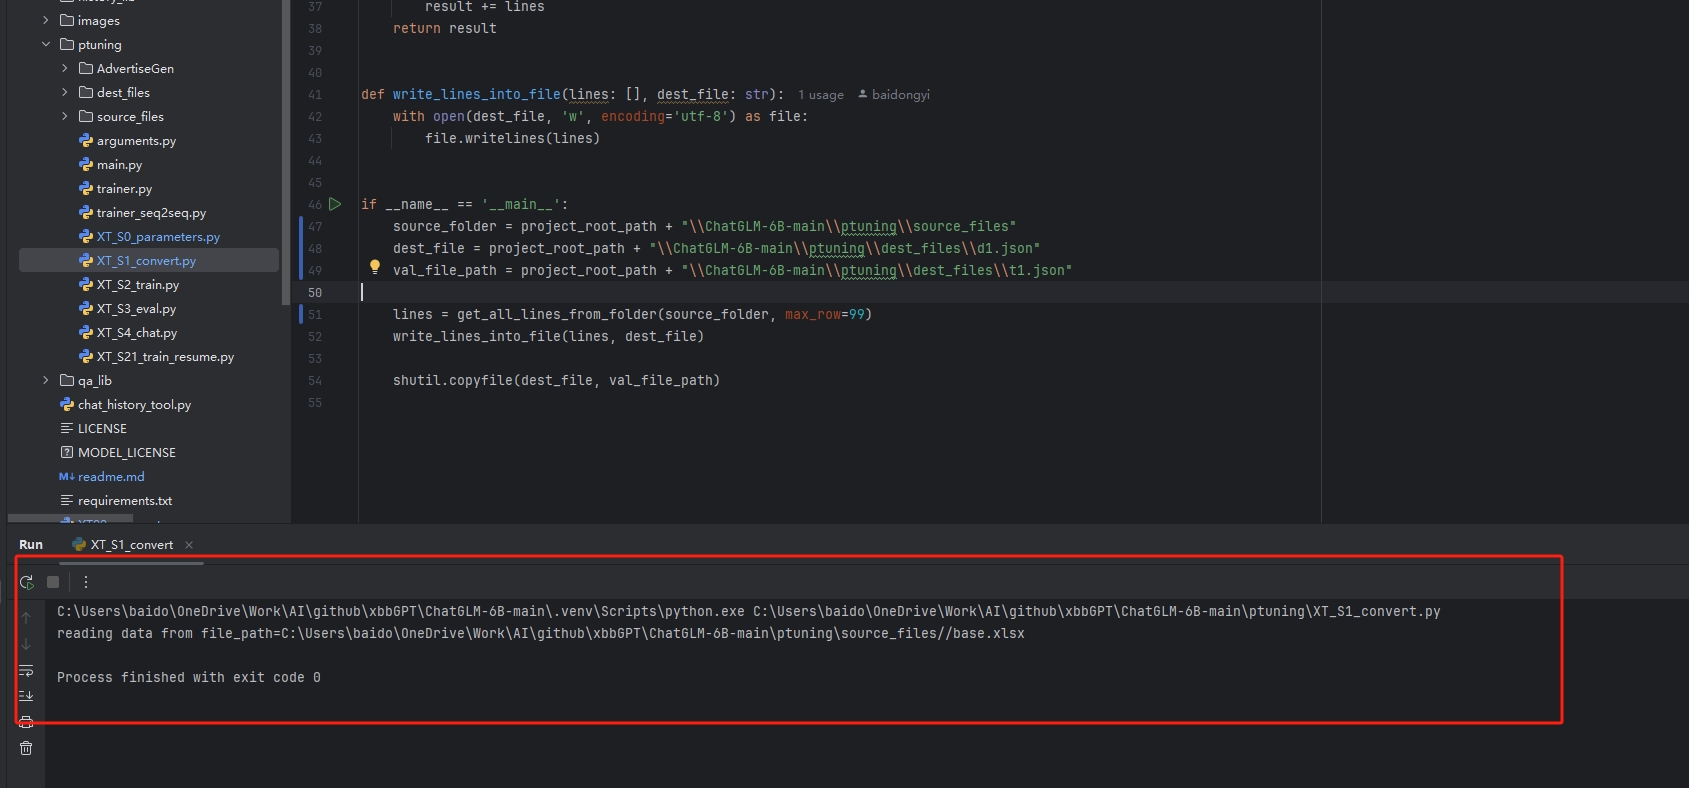 images
ptuning
AdvertiseGen
dest_files
source_files
arguments.py
main.py
trainer.py
trainer_seq2seq.py
XT_S0_parameters.py
XT_S1_convert.py
XT_S2_train.py
XT_S3_eval.py
XT_S4_chat.py
XT_S21_train_resume.py
qa_lib
chat_history_tool.py
LICENSE
MODEL_LICENSE
M↓ readme.md
requirements.txt
37 result += lines
38 return result
39
40
41 def write_lines_into_file(lines: [], dest_file: str): 1 usage baidongyi
42 with open(dest_file, 'w', encoding='utf-8') as file:
43 file.writelines(lines)
44
45
46 if __name__ == '__main__':
47 source_folder = project_root_path + "\\ChatGLM-6B-main\\ptuning\\source_files"
48 dest_file = project_root_path + "\\ChatGLM-6B-main\\ptuning\\dest_files\\d1.json"
49 val_file_path = project_root_path + "\\ChatGLM-6B-main\\ptuning\\dest_files\\t1.json"
50
51 lines = get_all_lines_from_folder(source_folder, max_row=99)
52 write_lines_into_file(lines, dest_file)
53
54 shutil.copyfile(dest_file, val_file_path)
55
Run XT_S1_convert
C:\Users\baido\OneDrive\Work\AI\github\xbbGPT\ChatGLM-6B-main\.venv\Scripts\python.exe C:\Users\baido\OneDrive\Work\AI\github\xbbGPT\ChatGLM-6B-main\ptuning\XT_S1_convert.py
reading data from file_path=C:\Users\baido\OneDrive\Work\AI\github\xbbGPT\ChatGLM-6B-main\ptuning\source_files//base.xlsx
Process finished with exit code 0